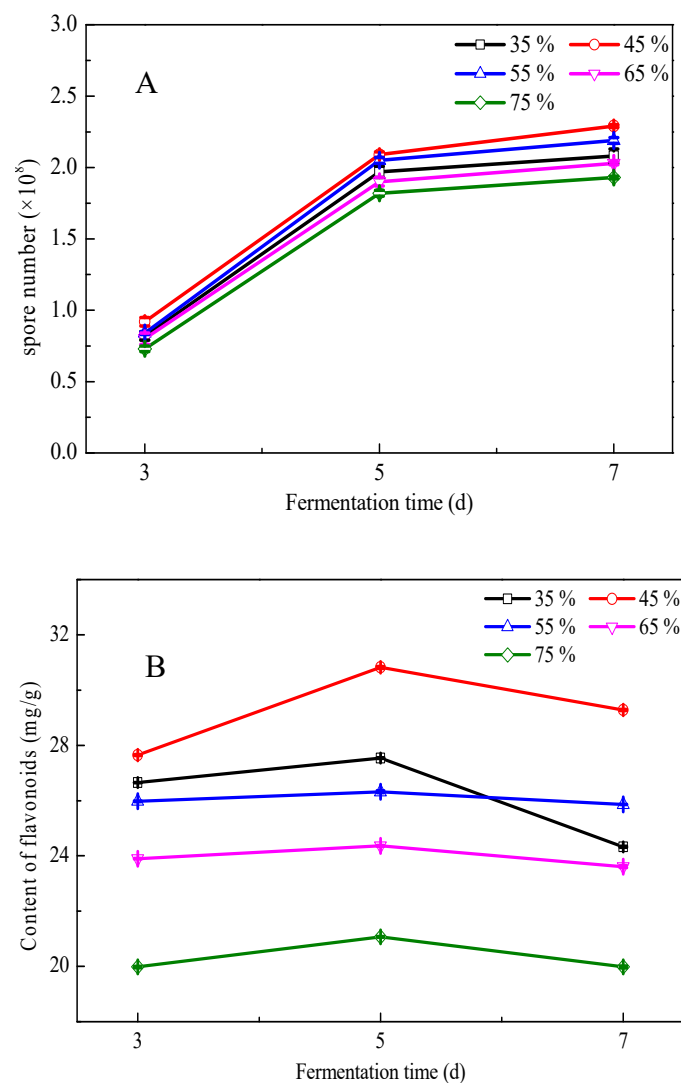 3.0
2.5
2.0
1.5
1.0
0.5
0.0
spore number (×10⁸)
A
35 % 45 %
55 % 65 %
75 %
3 5 7
Fermentation time (d)
32
28
24
20
Content of flavonoids (mg/g)
B
35 % 45 %
55 % 65 %
75 %
3 5 7
Fermentation time (d)